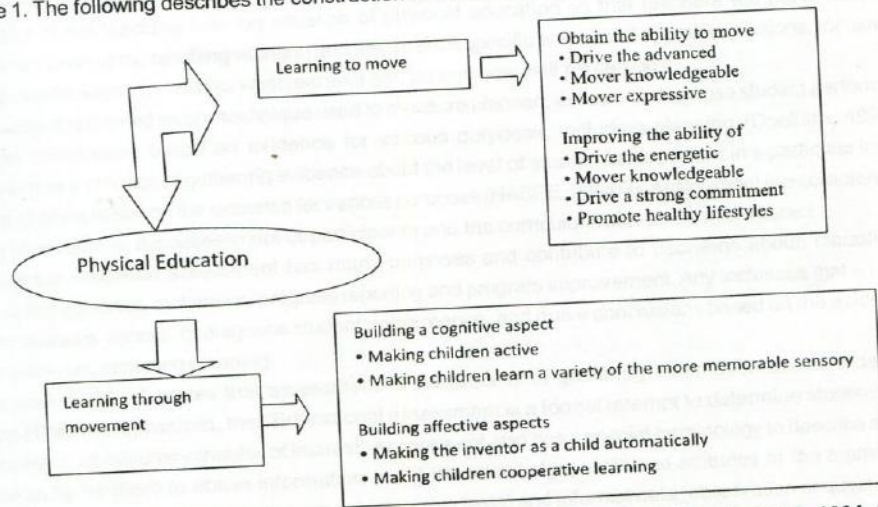 e 1. The following describes the
Learning to move
Obtain the ability to move
• Drive the advanced
• Mover knowledgeable
• Mover expressive
Improving the ability of
• Drive the energetic
• Mover knowledgeable
• Drive a strong commitment
• Promote healthy lifestyles
Physical Education
Learning through
movement
Building a cognitive aspect
• Making children active
• Making children learn a variety of the more memorable sensory
Building affective aspects
• Making the inventor as a child automatically
• Making children cooperative learning